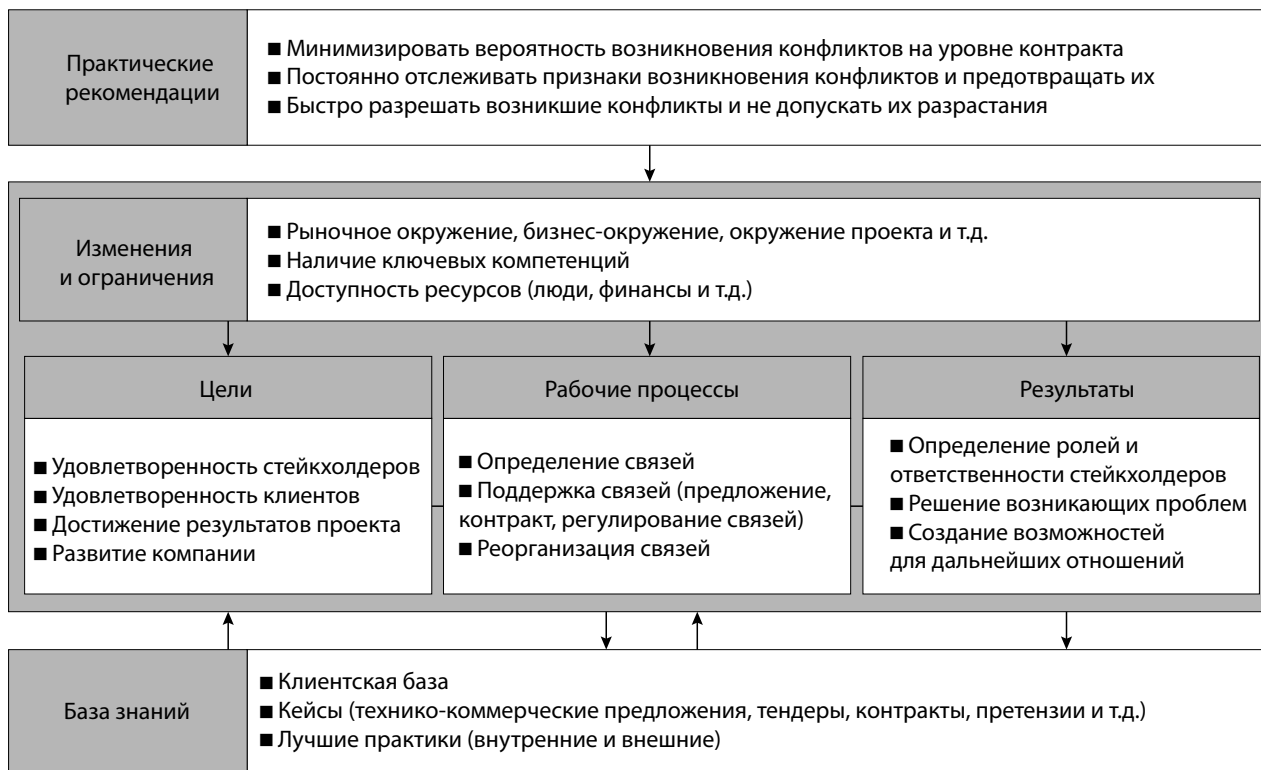 Практические
рекомендации
■ Минимизировать вероятность возникновения конфликтов на уровне контракта
■ Постоянно отслеживать признаки возникновения конфликтов и предотвращать их
■ Быстро разрешать возникшие конфликты и не допускать их разрастания
Изменения
и ограничения
■ Рыночное окружение, бизнес-окружение, окружение проекта и т.д.
■ Наличие ключевых компетенций
■ Доступность ресурсов (люди, финансы и т.д.)
Цели
■ Удовлетворенность стейкхолдеров
■ Удовлетворенность клиентов
■ Достижение результатов проекта
■ Развитие компании
Рабочие процессы
■ Определение связей
■ Поддержка связей (предложение,
контракт, регулирование связей)
■ Реорганизация связей
Результаты
■ Определение ролей и
ответственности стейкхолдеров
■ Решение возникающих проблем
■ Создание возможностей
для дальнейших отношений
База знаний
■ Клиентская база
■ Кейсы (технико-коммерческие предложения, тендеры, контракты, претензии и т.д.)
■ Лучшие практики (внутренние и внешние)